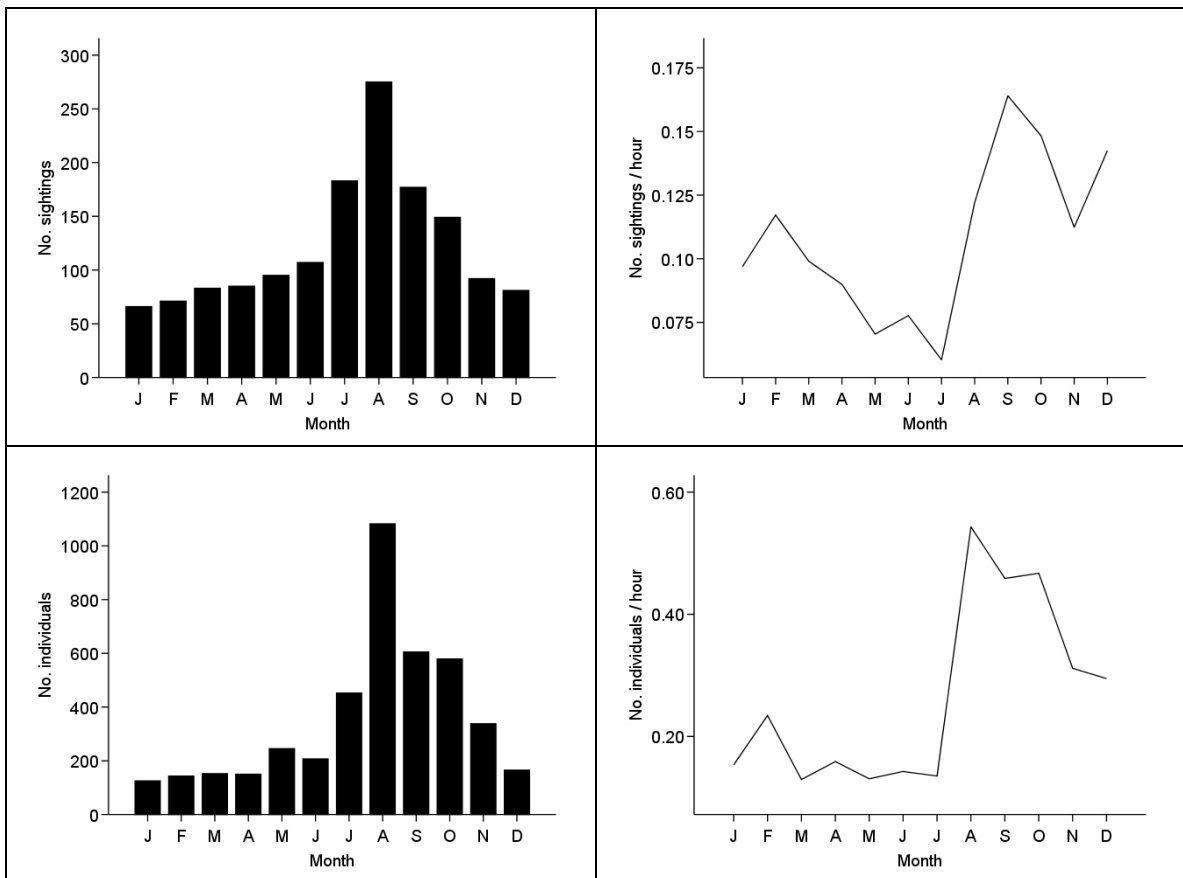 300
250
200
150
100
50
0
No. sightings
J F M A M J J A S O N D
Month
0.175
0.15
0.125
0.10
0.075
No. sightings / hour
J F M A M J J A S O N D
Month
1200
1000
800
600
400
200
0
No. individuals
J F M A M J J A S O N D
Month
0.60
0.40
0.20
No. individuals / hour
J F M A M J J A S O N D
Month